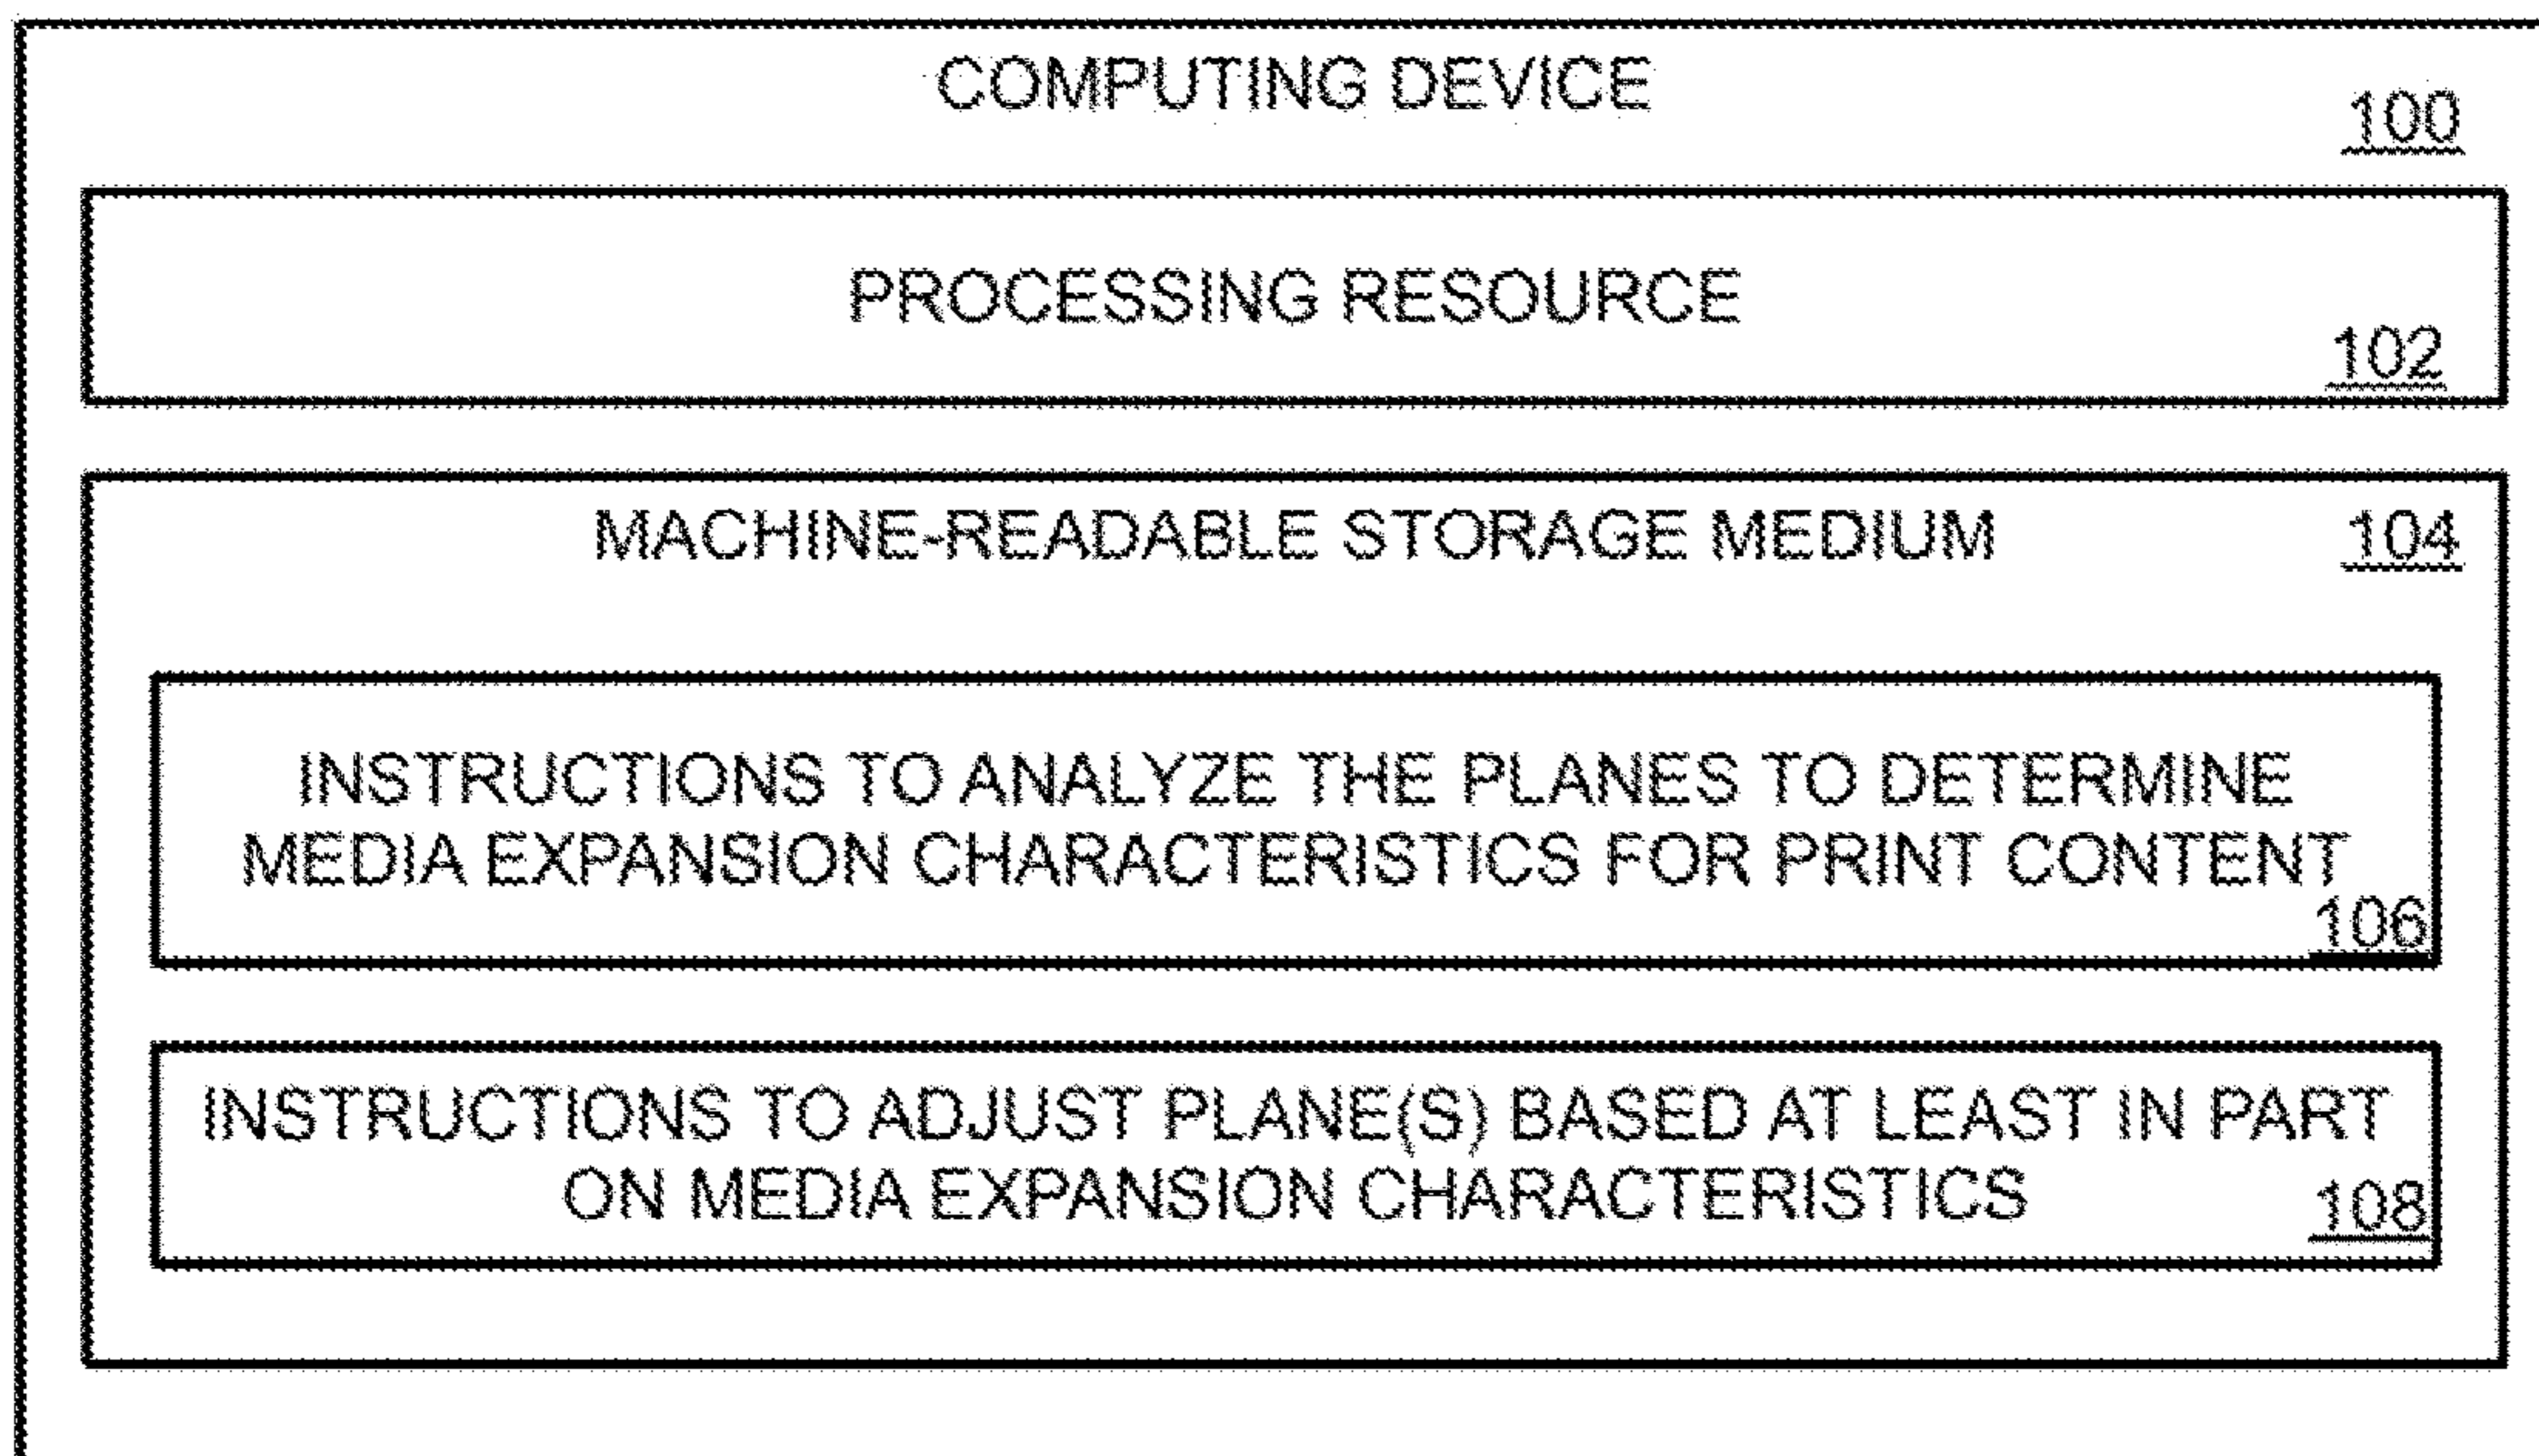 COMPUTING DEVICE
100
PROCESSING RESOURCE
102
MACHINE-READABLE STORAGE MEDIUM
104
INSTRUCTIONS TO ANALYZE THE PLANES TO DETERMINE
MEDIA EXPANSION CHARACTERISTICS FOR PRINT CONTENT
106
INSTRUCTIONS TO ADJUST PLANE(S) BASED AT LEAST IN PART
ON MEDIA EXPANSION CHARACTERISTICS
108